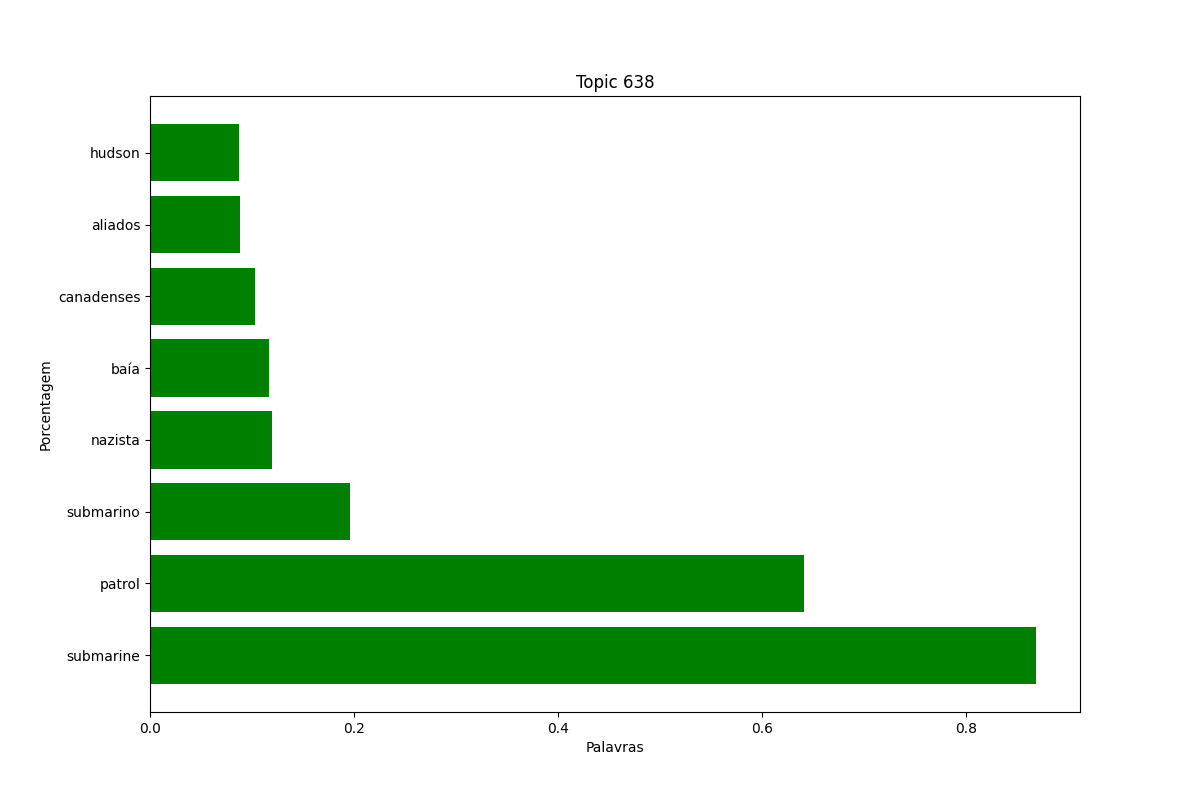 Topic 638
hudson
aliados
canadenses
baía
nazista
submarino
patrol
submarine
Porcentagem
0.0 0.2 0.4 0.6 0.8
Palavras